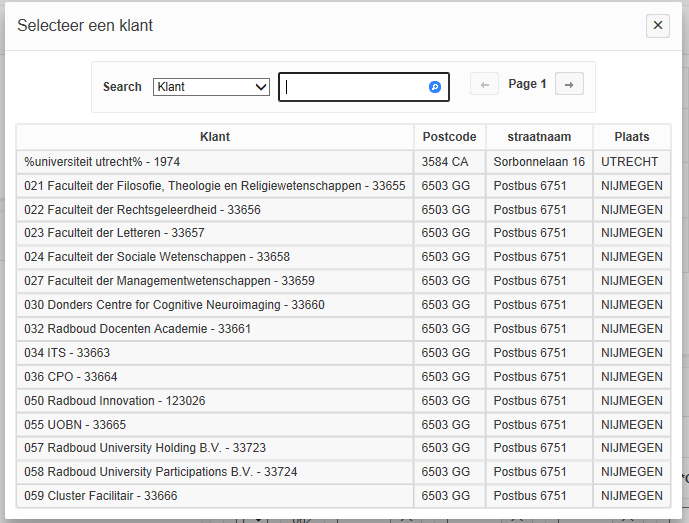 Selecteer een klant
Search Klant Page 1
Klant Postcode straatnaam Plaats
%universiteit utrecht% - 1974 3584 CA Sorbonnelaan 16 UTRECHT
021 Faculteit der Filosofie, Theologie en Religiewetenschappen - 33655 6503 GG Postbus 6751 NIJMEGEN
022 Faculteit der Rechtsgeleerdheid - 33656 6503 GG Postbus 6751 NIJMEGEN
023 Faculteit der Letteren - 33657 6503 GG Postbus 6751 NIJMEGEN
024 Faculteit der Sociale Wetenschappen - 33658 6503 GG Postbus 6751 NIJMEGEN
027 Faculteit der Managementwetenschappen - 33659 6503 GG Postbus 6751 NIJMEGEN
030 Donders Centre for Cognitive Neuroimaging - 33660 6503 GG Postbus 6751 NIJMEGEN
032 Radboud Docenten Academie - 33661 6503 GG Postbus 6751 NIJMEGEN
034 ITS - 33663 6503 GG Postbus 6751 NIJMEGEN
036 CPO - 33664 6503 GG Postbus 6751 NIJMEGEN
050 Radboud Innovation - 123026 6503 GG Postbus 6751 NIJMEGEN
055 UOBN - 33665 6503 GG Postbus 6751 NIJMEGEN
057 Radboud University Holding B.V. - 33723 6503 GG Postbus 6751 NIJMEGEN
058 Radboud University Participations B.V. - 33724 6503 GG Postbus 6751 NIJMEGEN
059 Cluster Facilitair - 33666 6503 GG Postbus 6751 NIJMEGEN